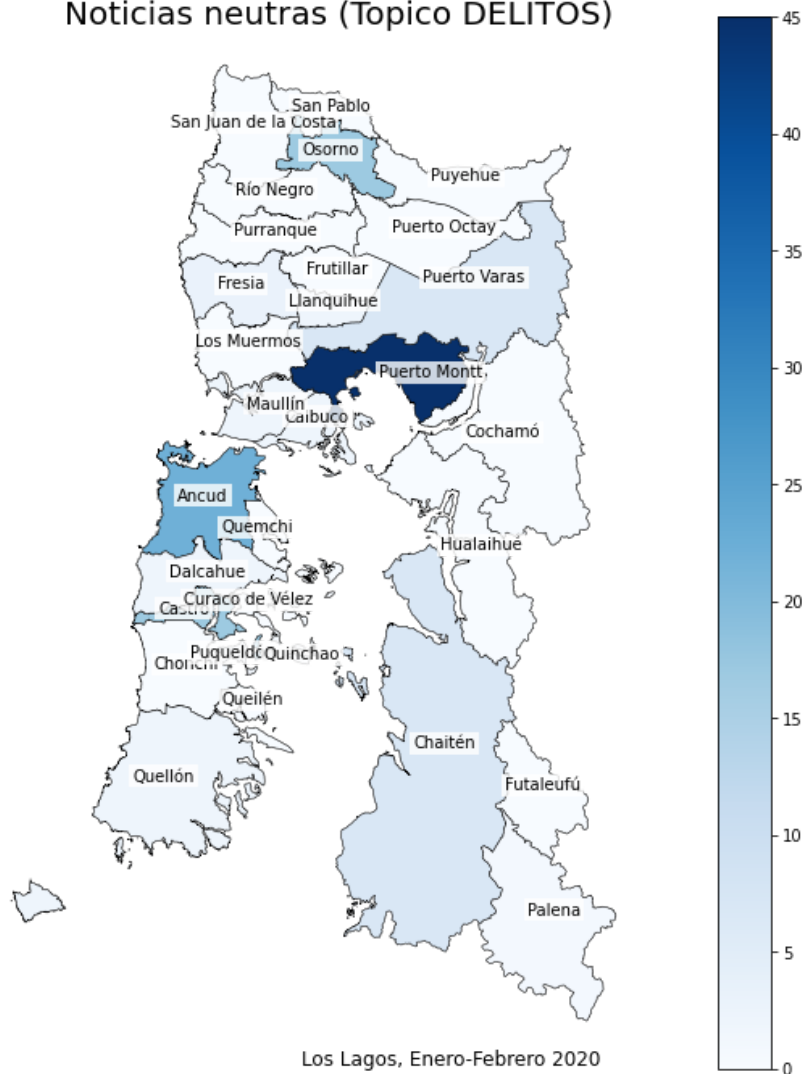 Noticias neutras (Topico DELITOS)
45
San Pablo
San Juan de la Costa
40
Osorno
Puyehue
Río Negro
35
Purranque
Puerto Octay
Frutillar
Puerto Varas
Fresia
Llanquihue
30
Los Muermos
Puerto Montt
Maullín
Calbuco
Cochamó
25
Ancud
Quemchi
Hualaihué
Dalcahue
20
Curaco de Vélez
Castro
Puqueldón
Quinchao
Chonchi
Queilén
15
Chaitén
Quellón
Futaleufú
10
Palena
5
Los Lagos, Enero-Febrero 2020
0